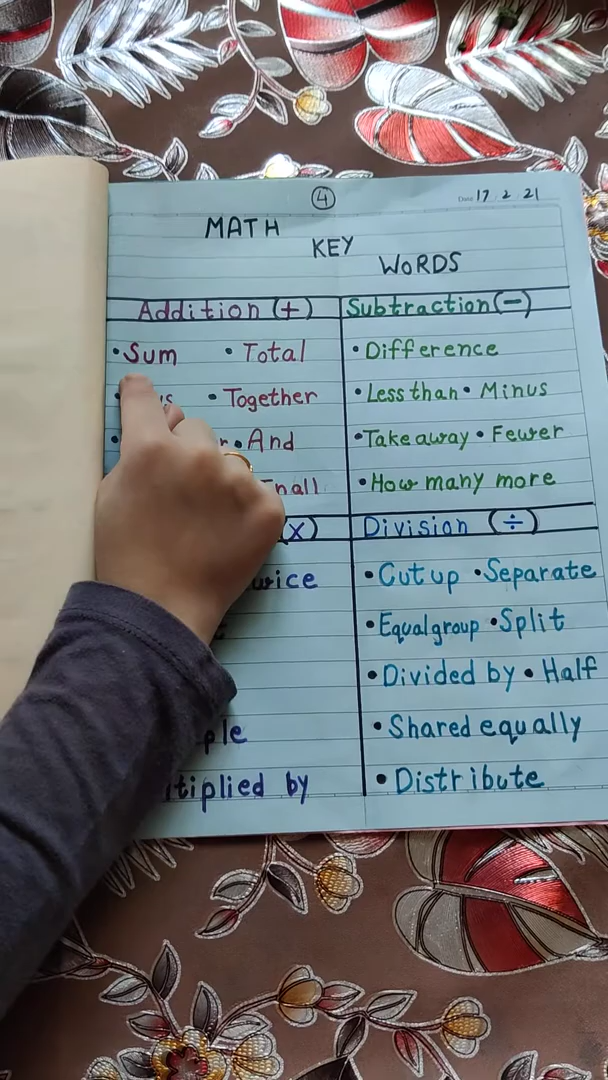 4
Date 17 2 21
MATH
KEY
WORDS
Addition (+)
• Sum • Total
• Together
• And
Subtraction (−)
• Difference
• Less than • Minus
• Take away • Fewer
• How many more
(x)
Division (÷)
• Cut up • Separate
• Equal group • Split
• Divided by • Half
• Shared equally
• Distribute
by